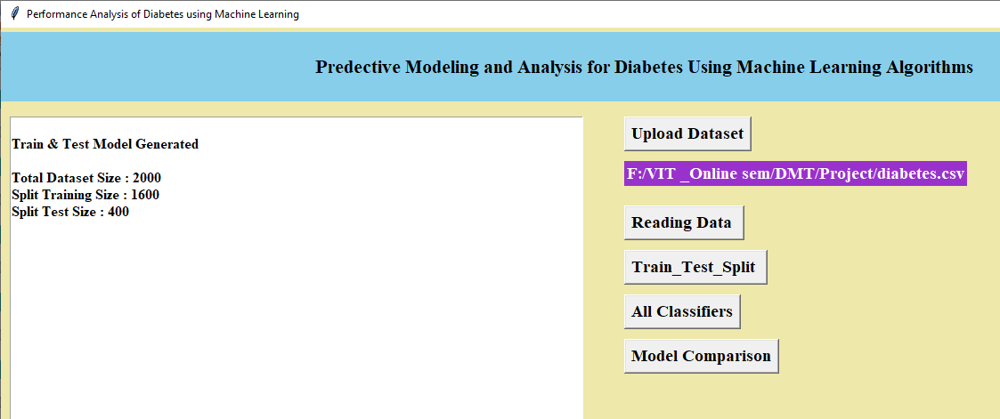 Performance Analysis of Diabetes using Machine Learning
Predective Modeling and Analysis for Diabetes Using Machine Learning Algorithms
Train & Test Model Generated
Total Dataset Size : 2000
Split Training Size : 1600
Split Test Size : 400
Upload Dataset
F:/VIT _Online sem/DMT/Project/diabetes.csv
Reading Data
Train_Test_Split
All Classifiers
Model Comparison